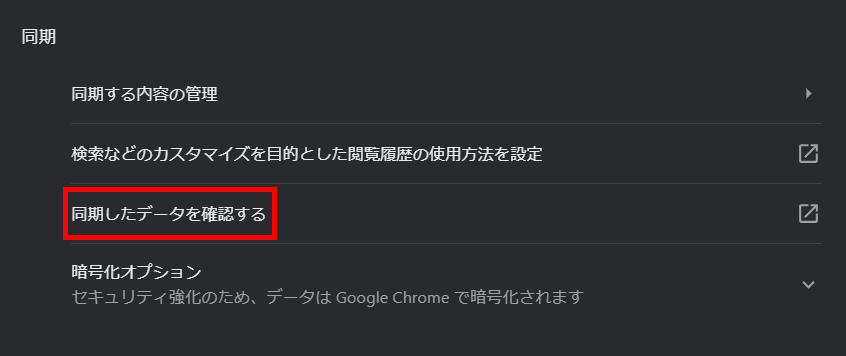 同期
同期する内容の管理
検索などのカスタマイズを目的とした閲覧履歴の使用方法を設定
同期したデータを確認する
暗号化オプション
セキュリティ強化のため、データは Google Chrome で暗号化されます